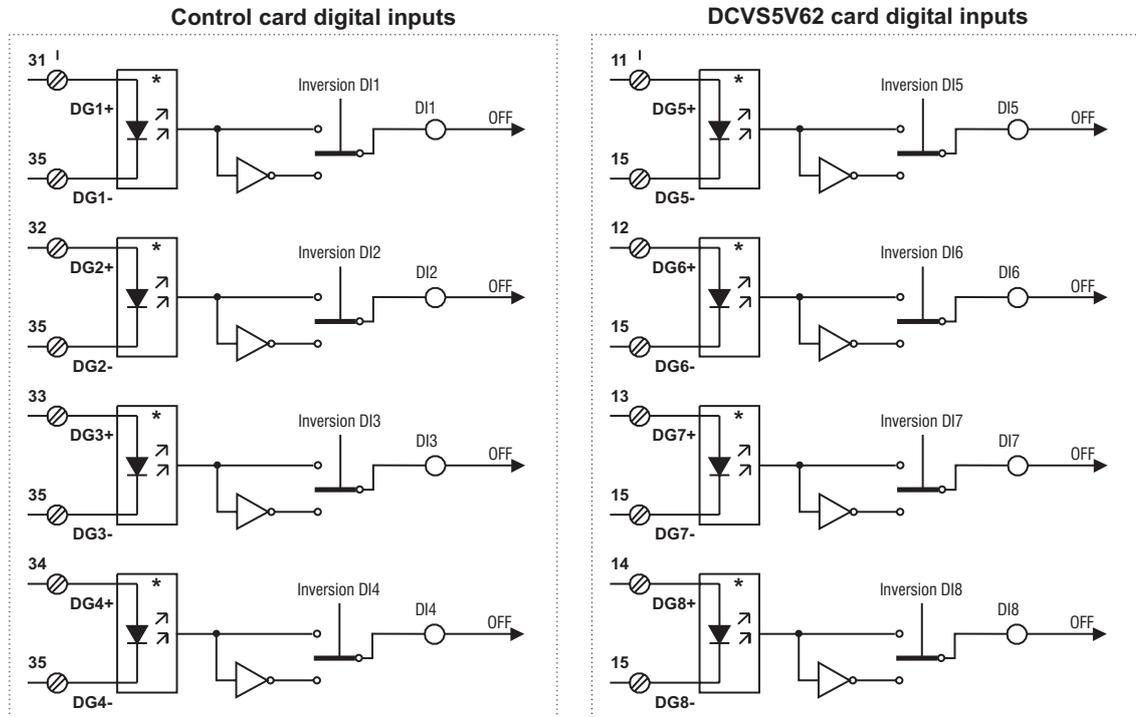 Control card digital inputs
31 I
*
DG1+
35
DG1-
Inversion DI1
DI1
OFF
32
*
DG2+
35
DG2-
Inversion DI2
DI2
OFF
33
*
DG3+
35
DG3-
Inversion DI3
DI3
OFF
34
*
DG4+
35
DG4-
Inversion DI4
DI4
OFF
DCVS5V62 card digital inputs
11 I
*
DG5+
15
DG5-
Inversion DI5
DI5
OFF
12
*
DG6+
15
DG6-
Inversion DI6
DI6
OFF
13
*
DG7+
15
DG7-
Inversion DI7
DI7
OFF
14
*
DG8+
15
DG8-
Inversion DI8
DI8
OFF